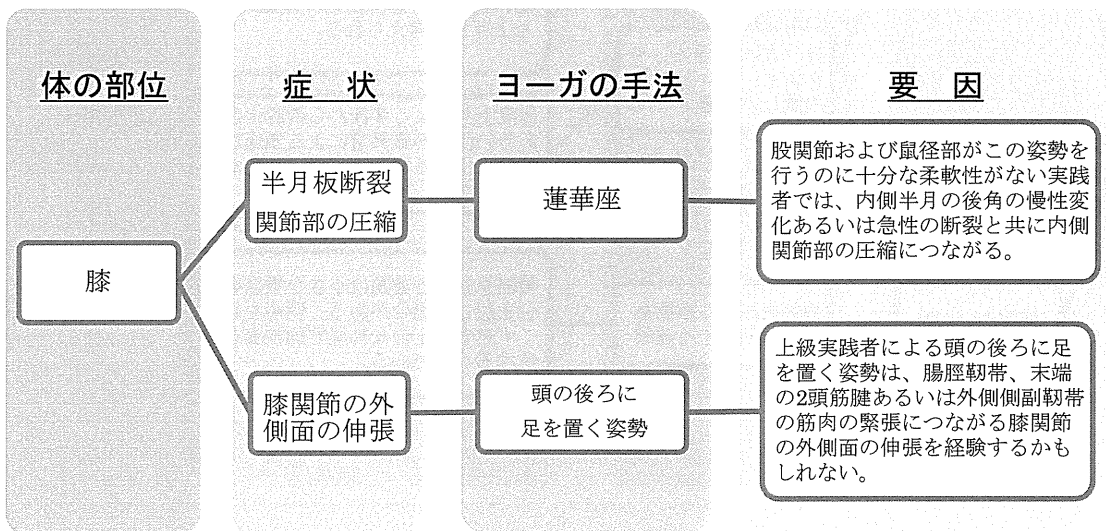 体の部位
症　状
ヨーガの手法
要　因
膝
半月板断裂
関節部の圧縮
蓮華座
股関節および鼠径部がこの姿勢を
行うのに十分な柔軟性がない実践
者では、内側半月の後角の慢性変
化あるいは急性の断裂と共に内側
関節部の圧縮につながる。
膝関節の外
側面の伸張
頭の後ろに
足を置く姿勢
上級実践者による頭の後ろに足
を置く姿勢は、腸脛靭帯、末端
の2頭筋腱あるいは外側側副靭帯
の筋肉の緊張につながる膝関節
の外側面の伸張を経験するかも
しれない。